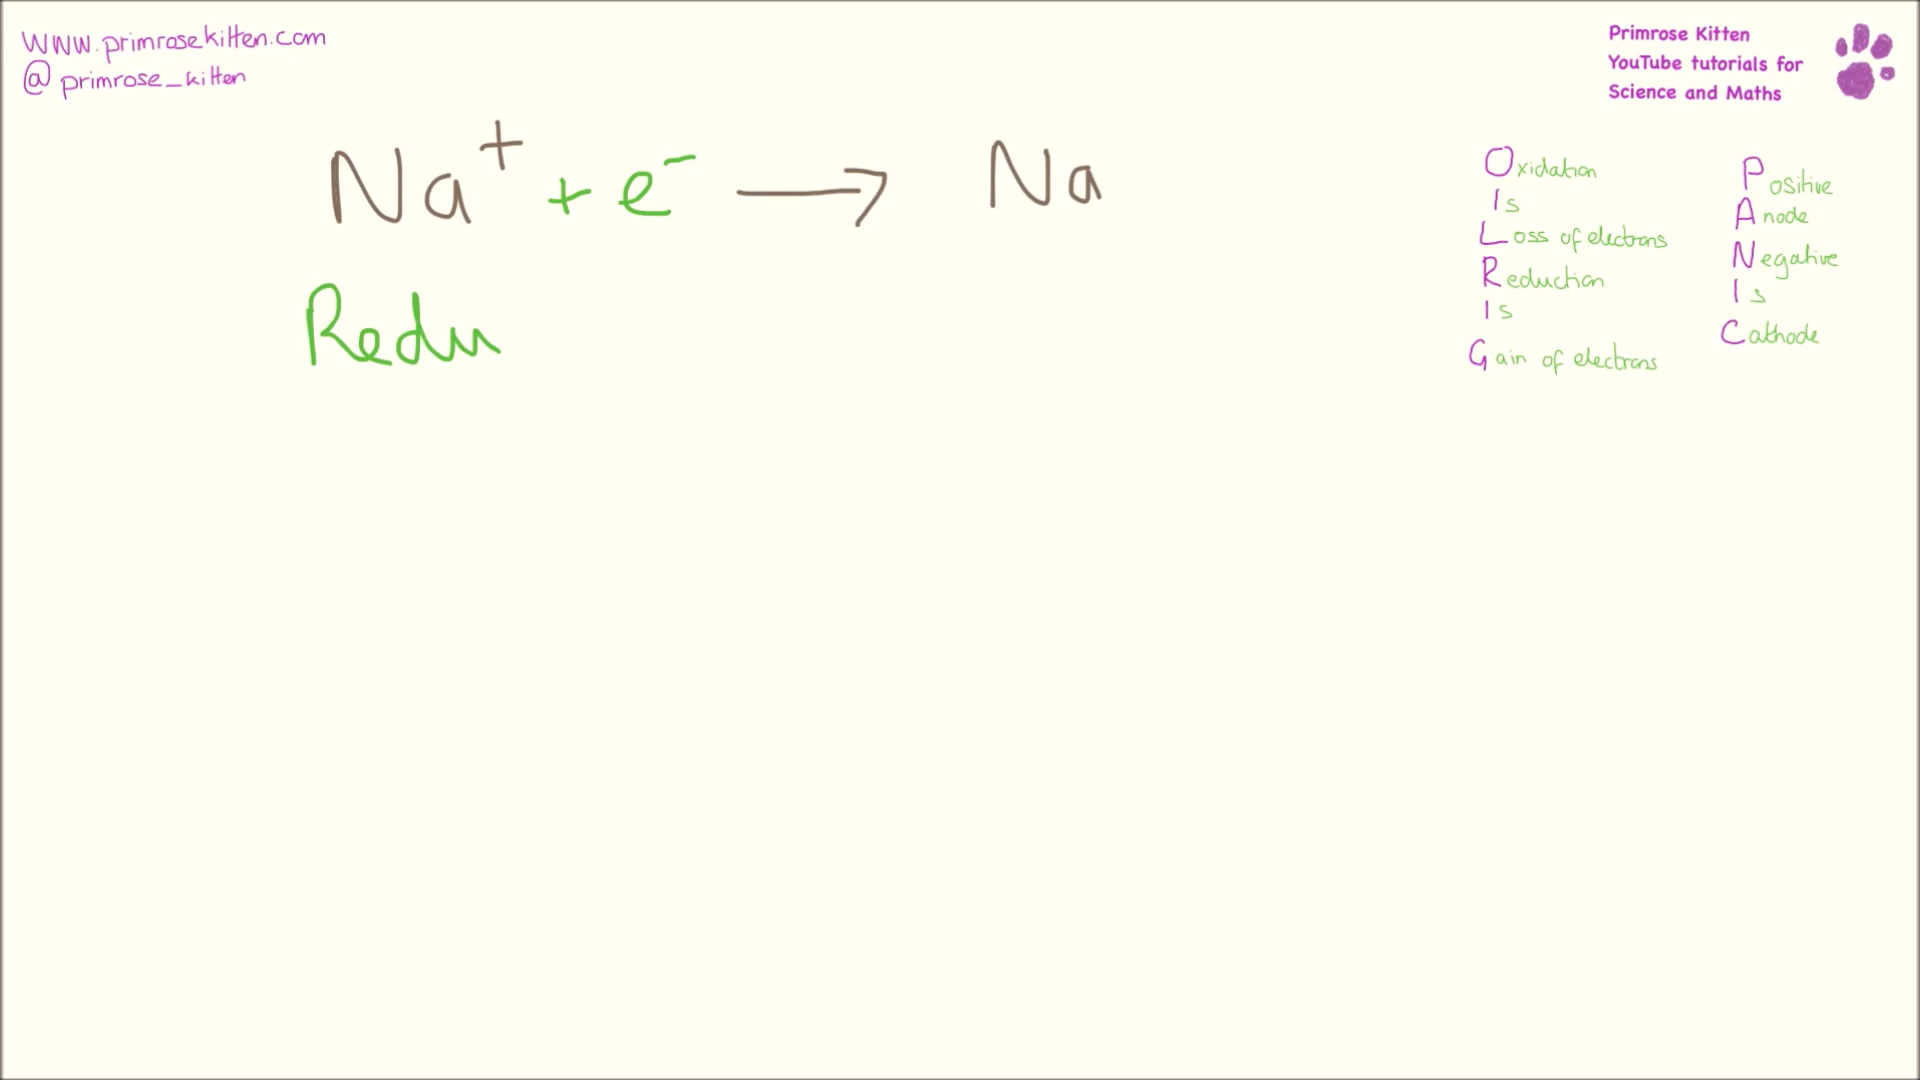 www.primrosekitten.com
@primrose_kitten
Primrose Kitten
YouTube tutorials for
Science and Maths
Na⁺ + e⁻ → Na
Redu
Oxidation
Is
Loss of electrons
Reduction
Is
Gain of electrons
Positive
Anode
Negative
Is
Cathode